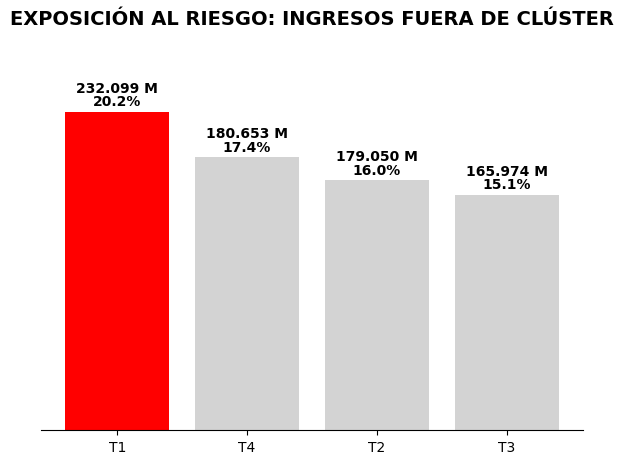 EXPOSICIÓN AL RIESGO: INGRESOS FUERA DE CLÚSTER
232.099 M
20.2%
180.653 M
17.4%
179.050 M
16.0%
165.974 M
15.1%
T1
T4
T2
T3